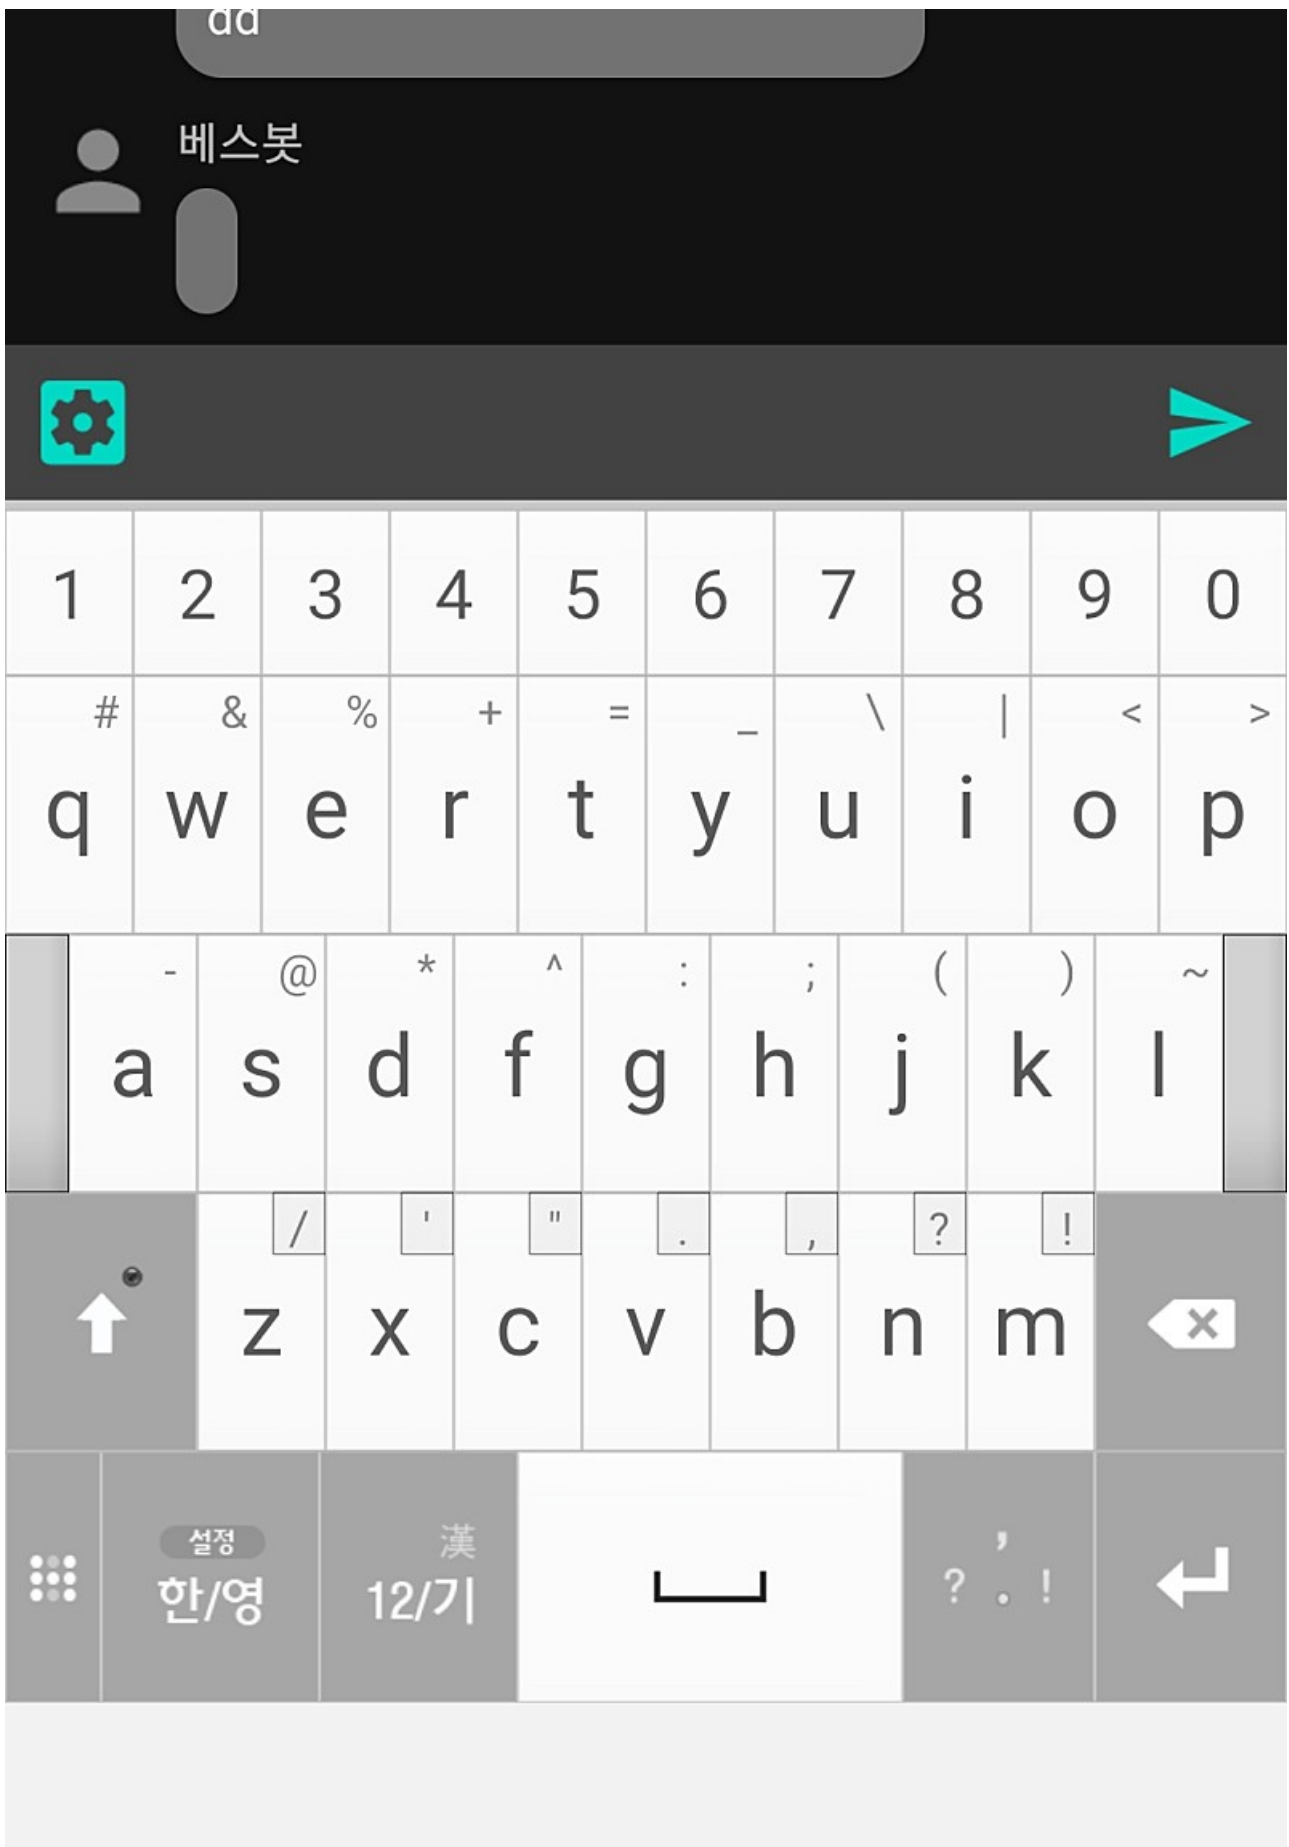 dd
베스봇
1 2 3 4 5 6 7 8 9 0
# & % + = _ \ | < >
q w e r t y u i o p
- @ * ^ : ; ( ) ~
a s d f g h j k l
/ ' " . , ? !
z x c v b n m
설정 漢 ,
한/영 12/기 ? . !